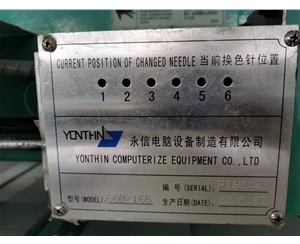 CURRENT POSITION OF CHANGED NEEDLE 当前换色针位置
1 2 3 4 5 6
YONTHIN 永信电脑设备制造有限公司
YONTHIN COMPUTERIZE EQUIPMENT CO.,LTD
编号(SERIAL):
型号(MODEL): 生产日期(DATE):